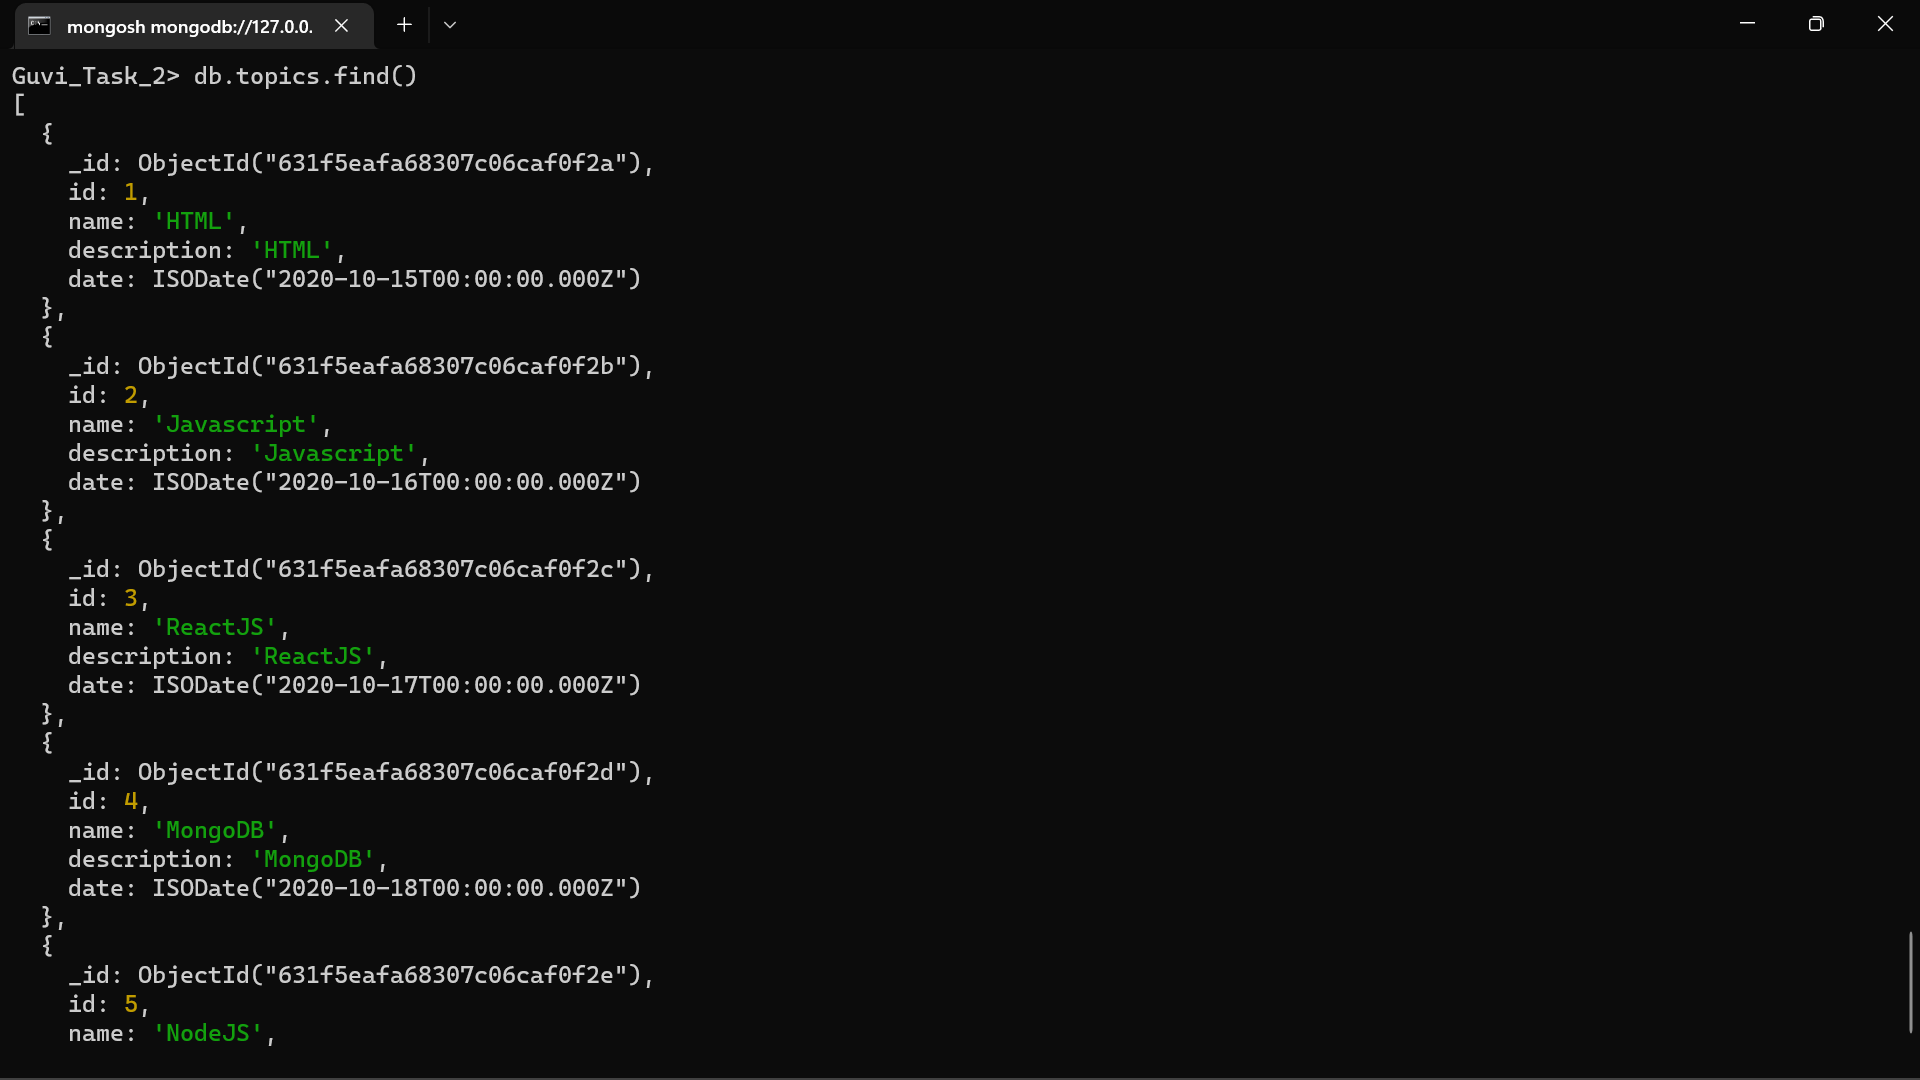 mongosh mongodb://127.0.0.
Guvi_Task_2> db.topics.find()
[
  {
    _id: ObjectId("631f5eafa68307c06caf0f2a"),
    id: 1,
    name: 'HTML',
    description: 'HTML',
    date: ISODate("2020-10-15T00:00:00.000Z")
  },
  {
    _id: ObjectId("631f5eafa68307c06caf0f2b"),
    id: 2,
    name: 'Javascript',
    description: 'Javascript',
    date: ISODate("2020-10-16T00:00:00.000Z")
  },
  {
    _id: ObjectId("631f5eafa68307c06caf0f2c"),
    id: 3,
    name: 'ReactJS',
    description: 'ReactJS',
    date: ISODate("2020-10-17T00:00:00.000Z")
  },
  {
    _id: ObjectId("631f5eafa68307c06caf0f2d"),
    id: 4,
    name: 'MongoDB',
    description: 'MongoDB',
    date: ISODate("2020-10-18T00:00:00.000Z")
  },
  {
    _id: ObjectId("631f5eafa68307c06caf0f2e"),
    id: 5,
    name: 'NodeJS',